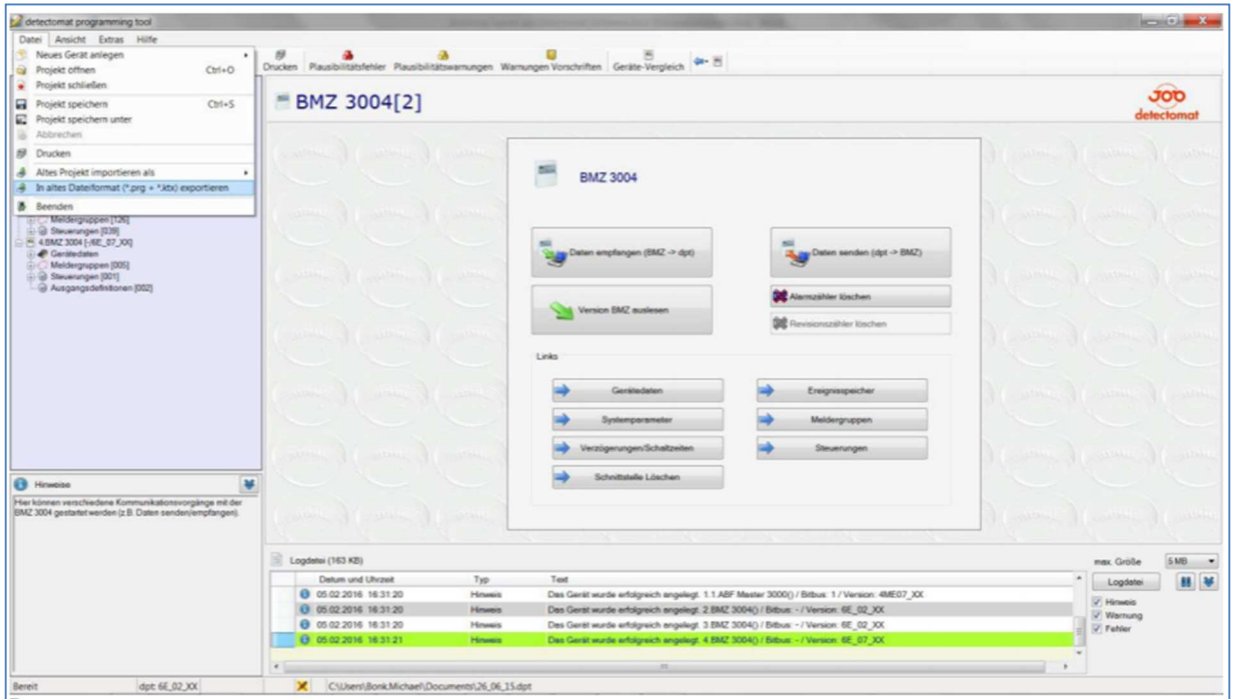 detectomat programming tool
Datei Ansicht Extras Hilfe
Neues Gerät anlegen
Projekt öffnen Ctrl+O
Projekt schließen
Projekt speichern Ctrl+S
Projekt speichern unter
Abbrechen
Drucken
Altes Projekt importieren als
In altes Dateiformat (*.prg + *.ktx) exportieren
Beenden
Drucken Plausibilitätsfehler Plausibilitätswarnungen Warnungen Vorschriften Geräte-Vergleich
Meldergruppen [126]
Steuerungen [039]
4.BMZ 3004 [-/6E_07_XX]
Gerätedaten
Meldergruppen [005]
Steuerungen [001]
Ausgangsdefinitionen [002]
BMZ 3004[2]
JOB
detectomat
BMZ 3004
Daten empfangen (BMZ -> dpt)
Daten senden (dpt -> BMZ)
Version BMZ auslesen
Alarmzähler löschen
Revisionszähler löschen
Links
Gerätedaten
Ereignisspeicher
Systemparameter
Meldergruppen
Verzögerungen/Schaltzeiten
Steuerungen
Schnittstelle Löschen
Hinweise
Hier können verschiedene Kommunikationsvorgänge mit der
BMZ 3004 gestartet werden (z.B. Daten senden/empfangen).
Logdatei (163 KB)
max. Größe 5 MB
Datum und Uhrzeit Typ Text
05.02.2016 16:31:20 Hinweis Das Gerät wurde erfolgreich angelegt. 1.1.ABF Master 3000() / Bitbus: 1 / Version: 4ME07_XX
05.02.2016 16:31:20 Hinweis Das Gerät wurde erfolgreich angelegt. 2.BMZ 3004() / Bitbus: - / Version: 6E_02_XX
05.02.2016 16:31:20 Hinweis Das Gerät wurde erfolgreich angelegt. 3.BMZ 3004() / Bitbus: - / Version: 6E_02_XX
05.02.2016 16:31:21 Hinweis Das Gerät wurde erfolgreich angelegt. 4.BMZ 3004() / Bitbus: - / Version: 6E_07_XX
Logdatei
Hinweis
Warnung
Fehler
Bereit dpt: 6E_02_XX C:\Users\Bonk.Michael\Documents\26_06_15.dpt